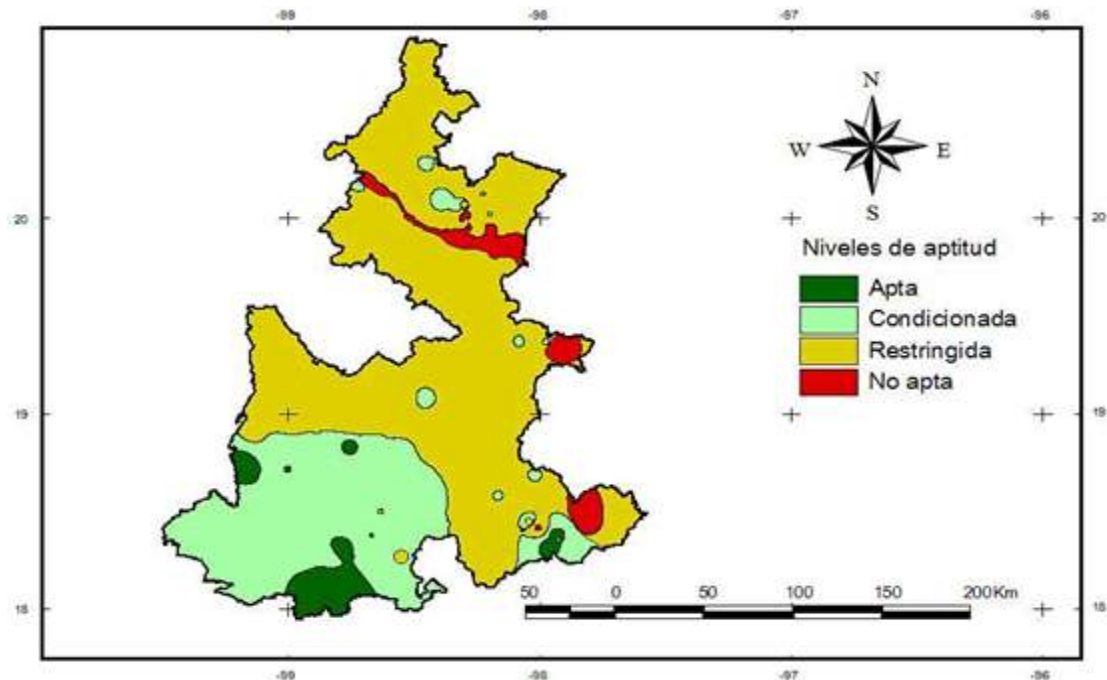 -99 -98 -97 -96
N
W E
S
20 20
Niveles de aptitud
Apta
Condicionada
Restringida
No apta
19 19
50 0 50 100 150 200Km
18 18
-99 -98 -97 -96